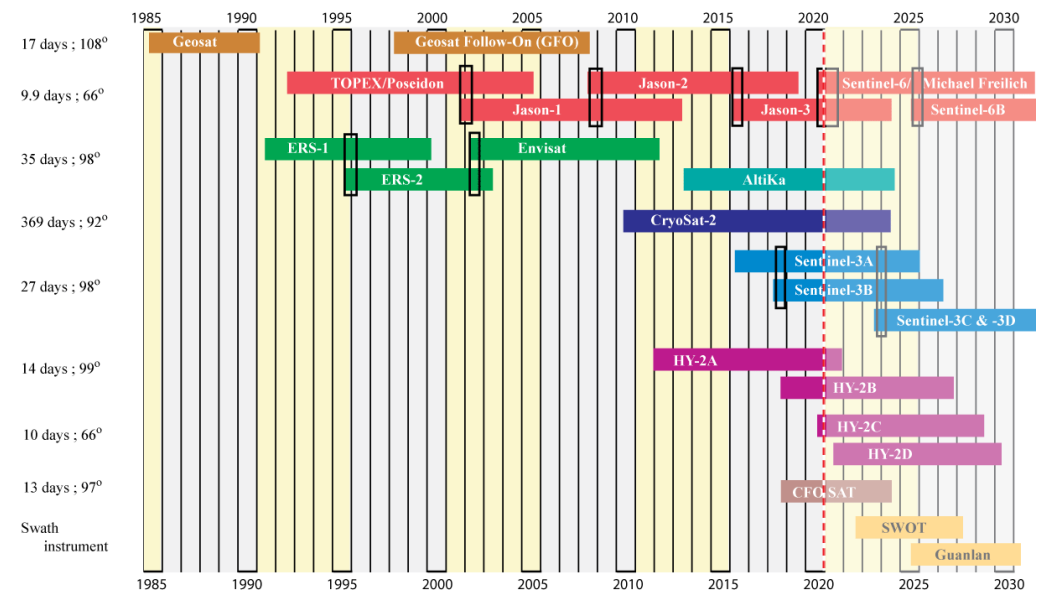 1985 1990 1995 2000 2005 2010 2015 2020 2025 2030
17 days ; 108°
Geosat
Geosat Follow-On (GFO)
9.9 days ; 66°
TOPEX/Poseidon
Jason-2
Sentinel-6/ Michael Freilich
Jason-1
Jason-3
Sentinel-6B
35 days ; 98°
ERS-1
Envisat
ERS-2
AltiKa
369 days ; 92°
CryoSat-2
27 days ; 98°
Sentinel-3A
Sentinel-3B
Sentinel-3C & -3D
14 days ; 99°
HY-2A
HY-2B
10 days ; 66°
HY-2C
HY-2D
13 days ; 97°
CFO SAT
Swath
instrument
SWOT
Guanlan
1985 1990 1995 2000 2005 2010 2015 2020 2025 2030